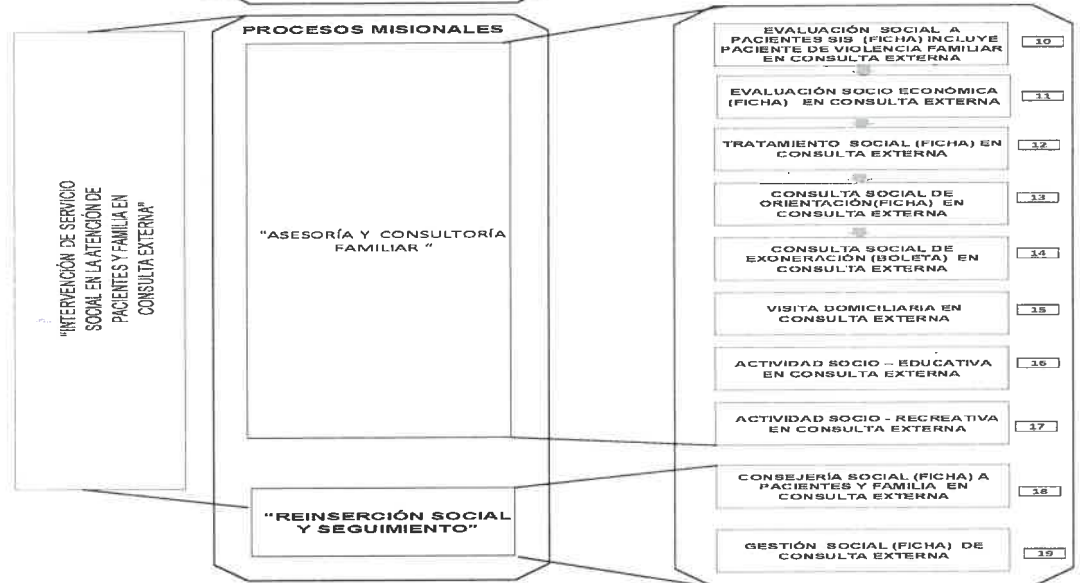 "INTERVENCIÓN DE SERVICIO
SOCIAL EN LA ATENCIÓN DE
PACIENTES Y FAMILIA EN
CONSULTA EXTERNA"
PROCESOS MISIONALES
"ASESORÍA Y CONSULTORÍA
FAMILIAR "
"REINSERCIÓN SOCIAL
Y SEGUIMIENTO"
EVALUACIÓN SOCIAL A
PACIENTES SIS (FICHA) INCLUYE
PACIENTE DE VIOLENCIA FAMILIAR
EN CONSULTA EXTERNA
10
EVALUACIÓN SOCIO ECONÓMICA
(FICHA) EN CONSULTA EXTERNA
11
TRATAMIENTO SOCIAL (FICHA) EN
CONSULTA EXTERNA
12
CONSULTA SOCIAL DE
ORIENTACIÓN(FICHA) EN
CONSULTA EXTERNA
13
CONSULTA SOCIAL DE
EXONERACIÓN (BOLETA) EN
CONSULTA EXTERNA
14
VISITA DOMICILIARIA EN
CONSULTA EXTERNA
15
ACTIVIDAD SOCIO – EDUCATIVA
EN CONSULTA EXTERNA
16
ACTIVIDAD SOCIO - RECREATIVA
EN CONSULTA EXTERNA
17
CONSEJERÍA SOCIAL (FICHA) A
PACIENTES Y FAMILIA EN
CONSULTA EXTERNA
18
GESTIÓN SOCIAL (FICHA) DE
CONSULTA EXTERNA
19